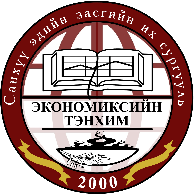 Санхүү эдийн засгийн их сургууль
ЭКОНОМИКСИЙН
ТЭНХИМ
2000